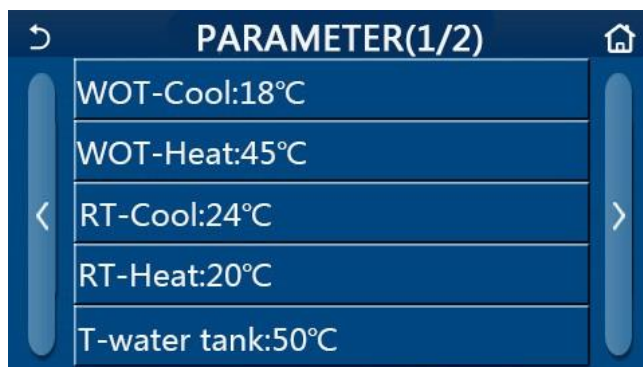 PARAMETER(1/2)
WOT-Cool:18℃
WOT-Heat:45℃
RT-Cool:24℃
RT-Heat:20℃
T-water tank:50℃